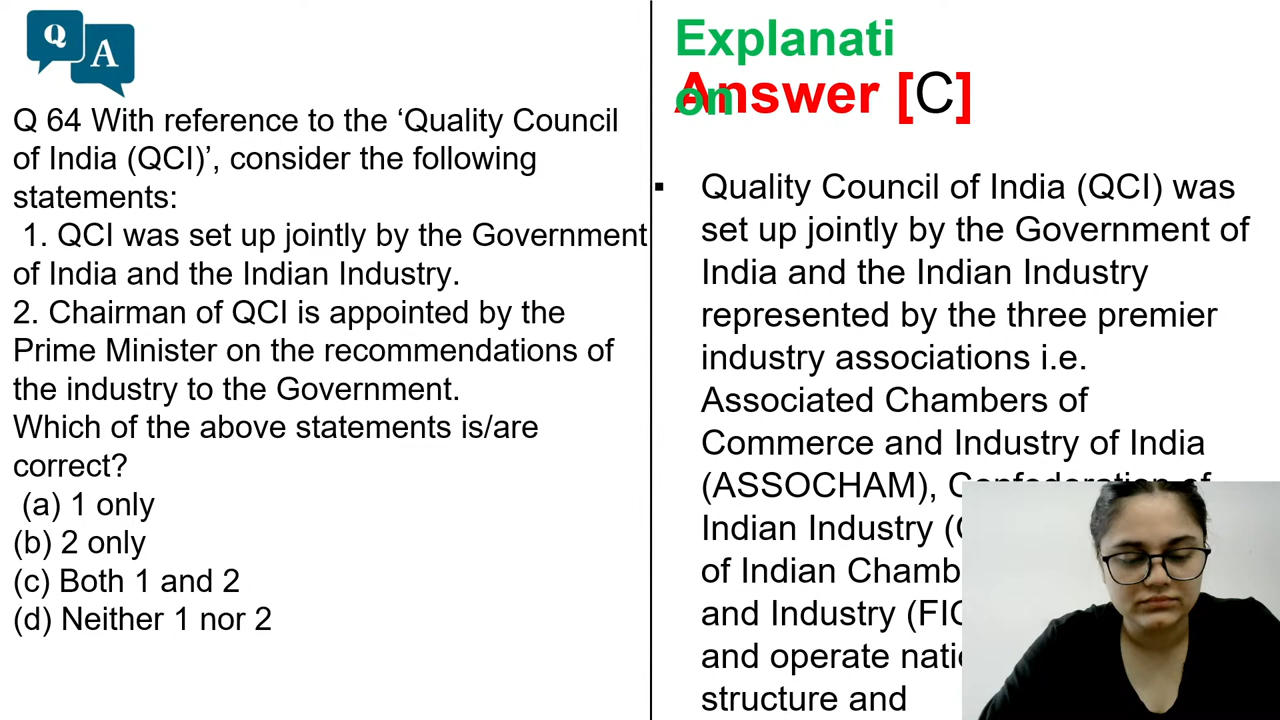 Q
A
Q 64 With reference to the ‘Quality Council
of India (QCI)’, consider the following
statements:
1. QCI was set up jointly by the Government
of India and the Indian Industry.
2. Chairman of QCI is appointed by the
Prime Minister on the recommendations of
the industry to the Government.
Which of the above statements is/are
correct?
(a) 1 only
(b) 2 only
(c) Both 1 and 2
(d) Neither 1 nor 2
Explanati
on
Answer [C]
▪ Quality Council of India (QCI) was
set up jointly by the Government of
India and the Indian Industry
represented by the three premier
industry associations i.e.
Associated Chambers of
Commerce and Industry of India
(ASSOCHAM), Confederation of
Indian Industry (
of Indian
and Industry
and operate
structure and